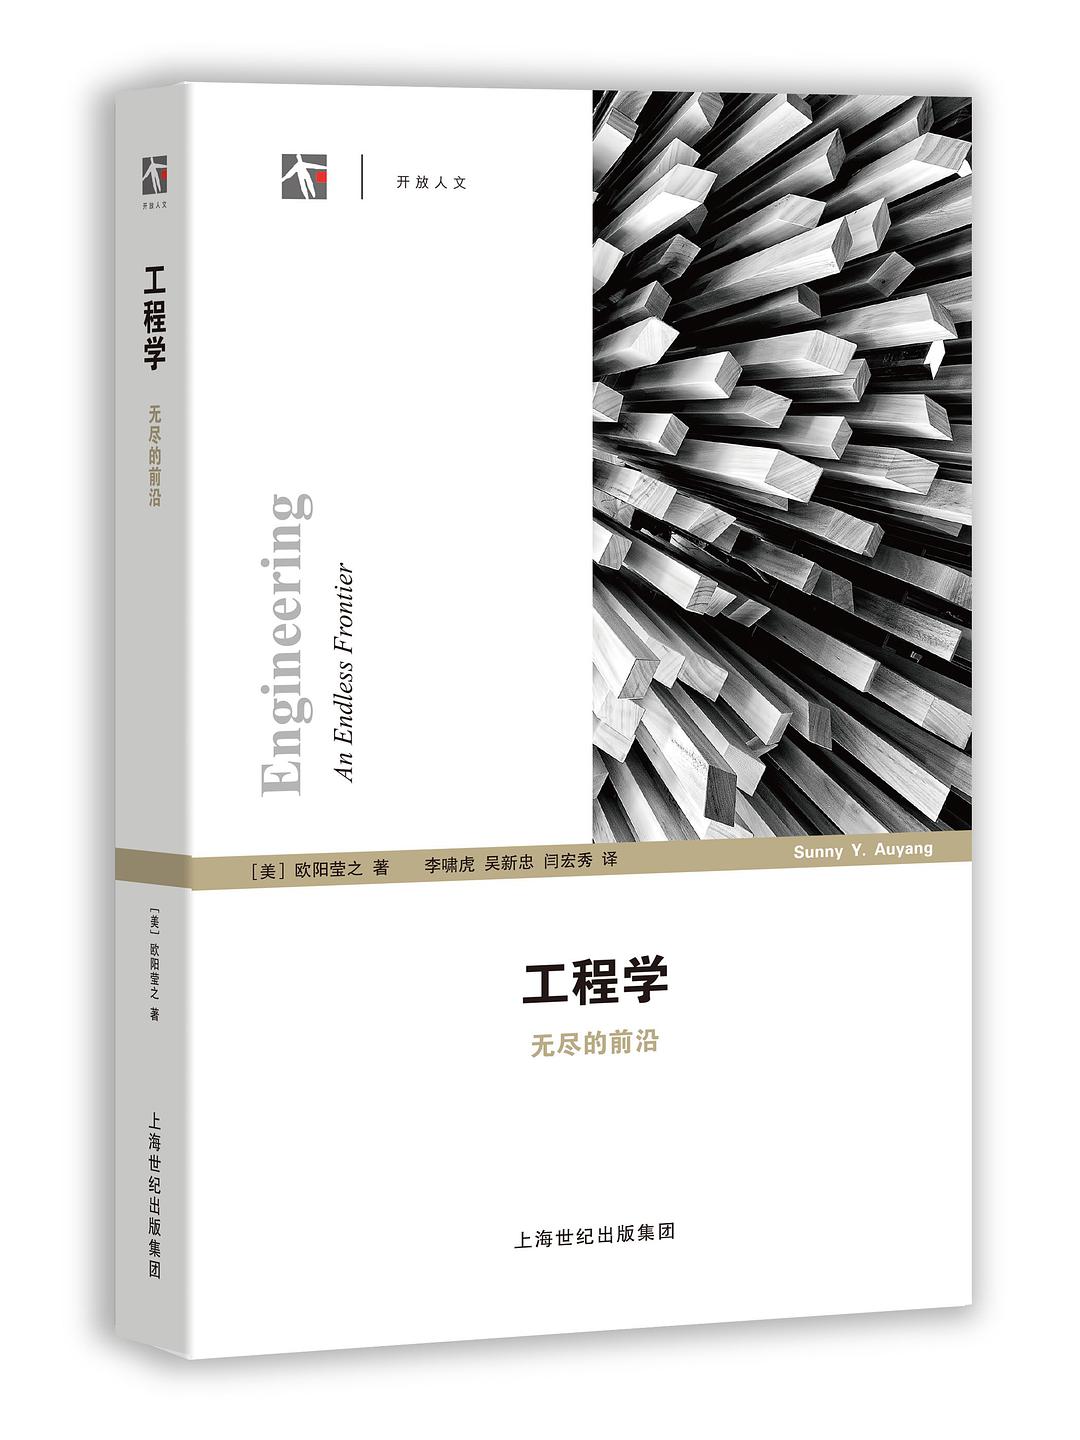 开放人文
工程学
无尽的前沿
[美] 欧阳莹之 著
上海世纪出版集团
开放人文
Engineering
An Endless Frontier
[美] 欧阳莹之 著 李啸虎 吴新忠 闫宏秀 译
Sunny Y. Auyang
工程学
无尽的前沿
上海世纪出版集团